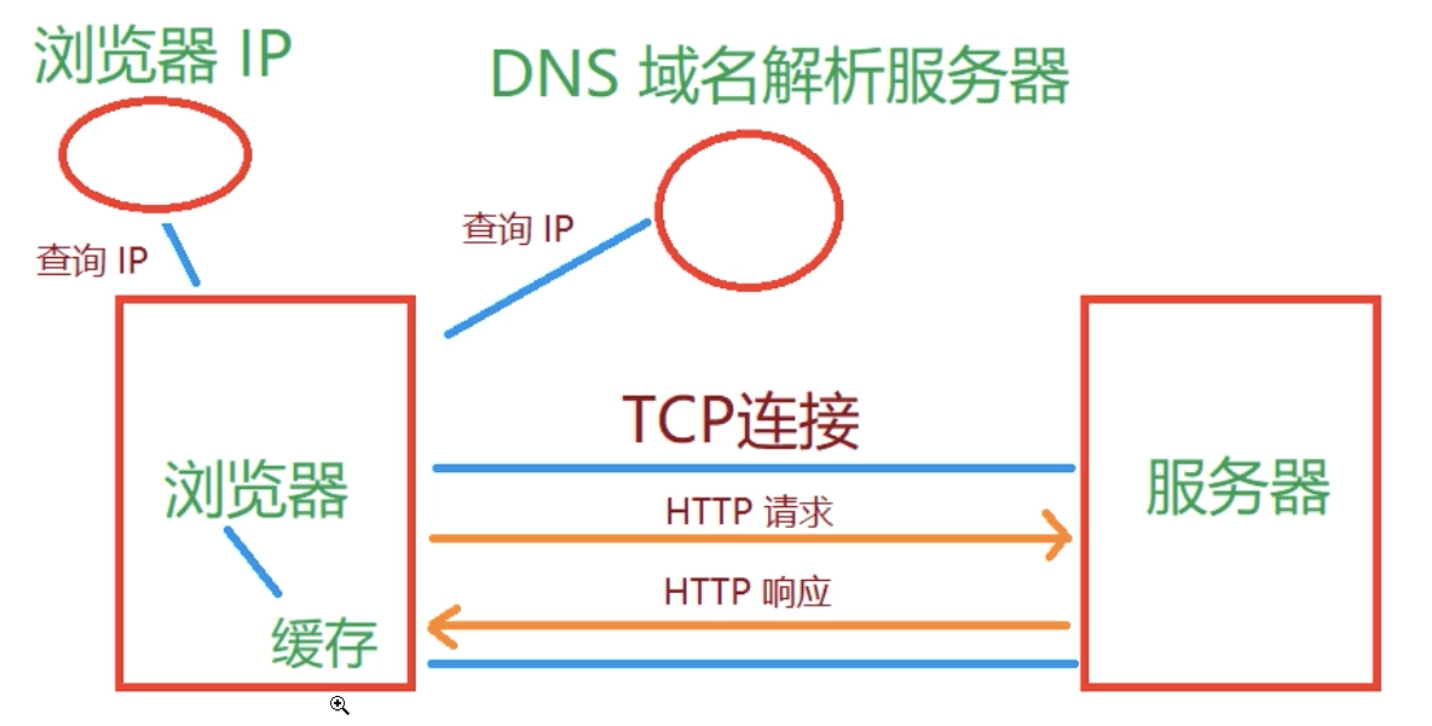 浏览器 IP
DNS 域名解析服务器
查询 IP
查询 IP
TCP连接
浏览器
服务器
HTTP 请求
HTTP 响应
缓存